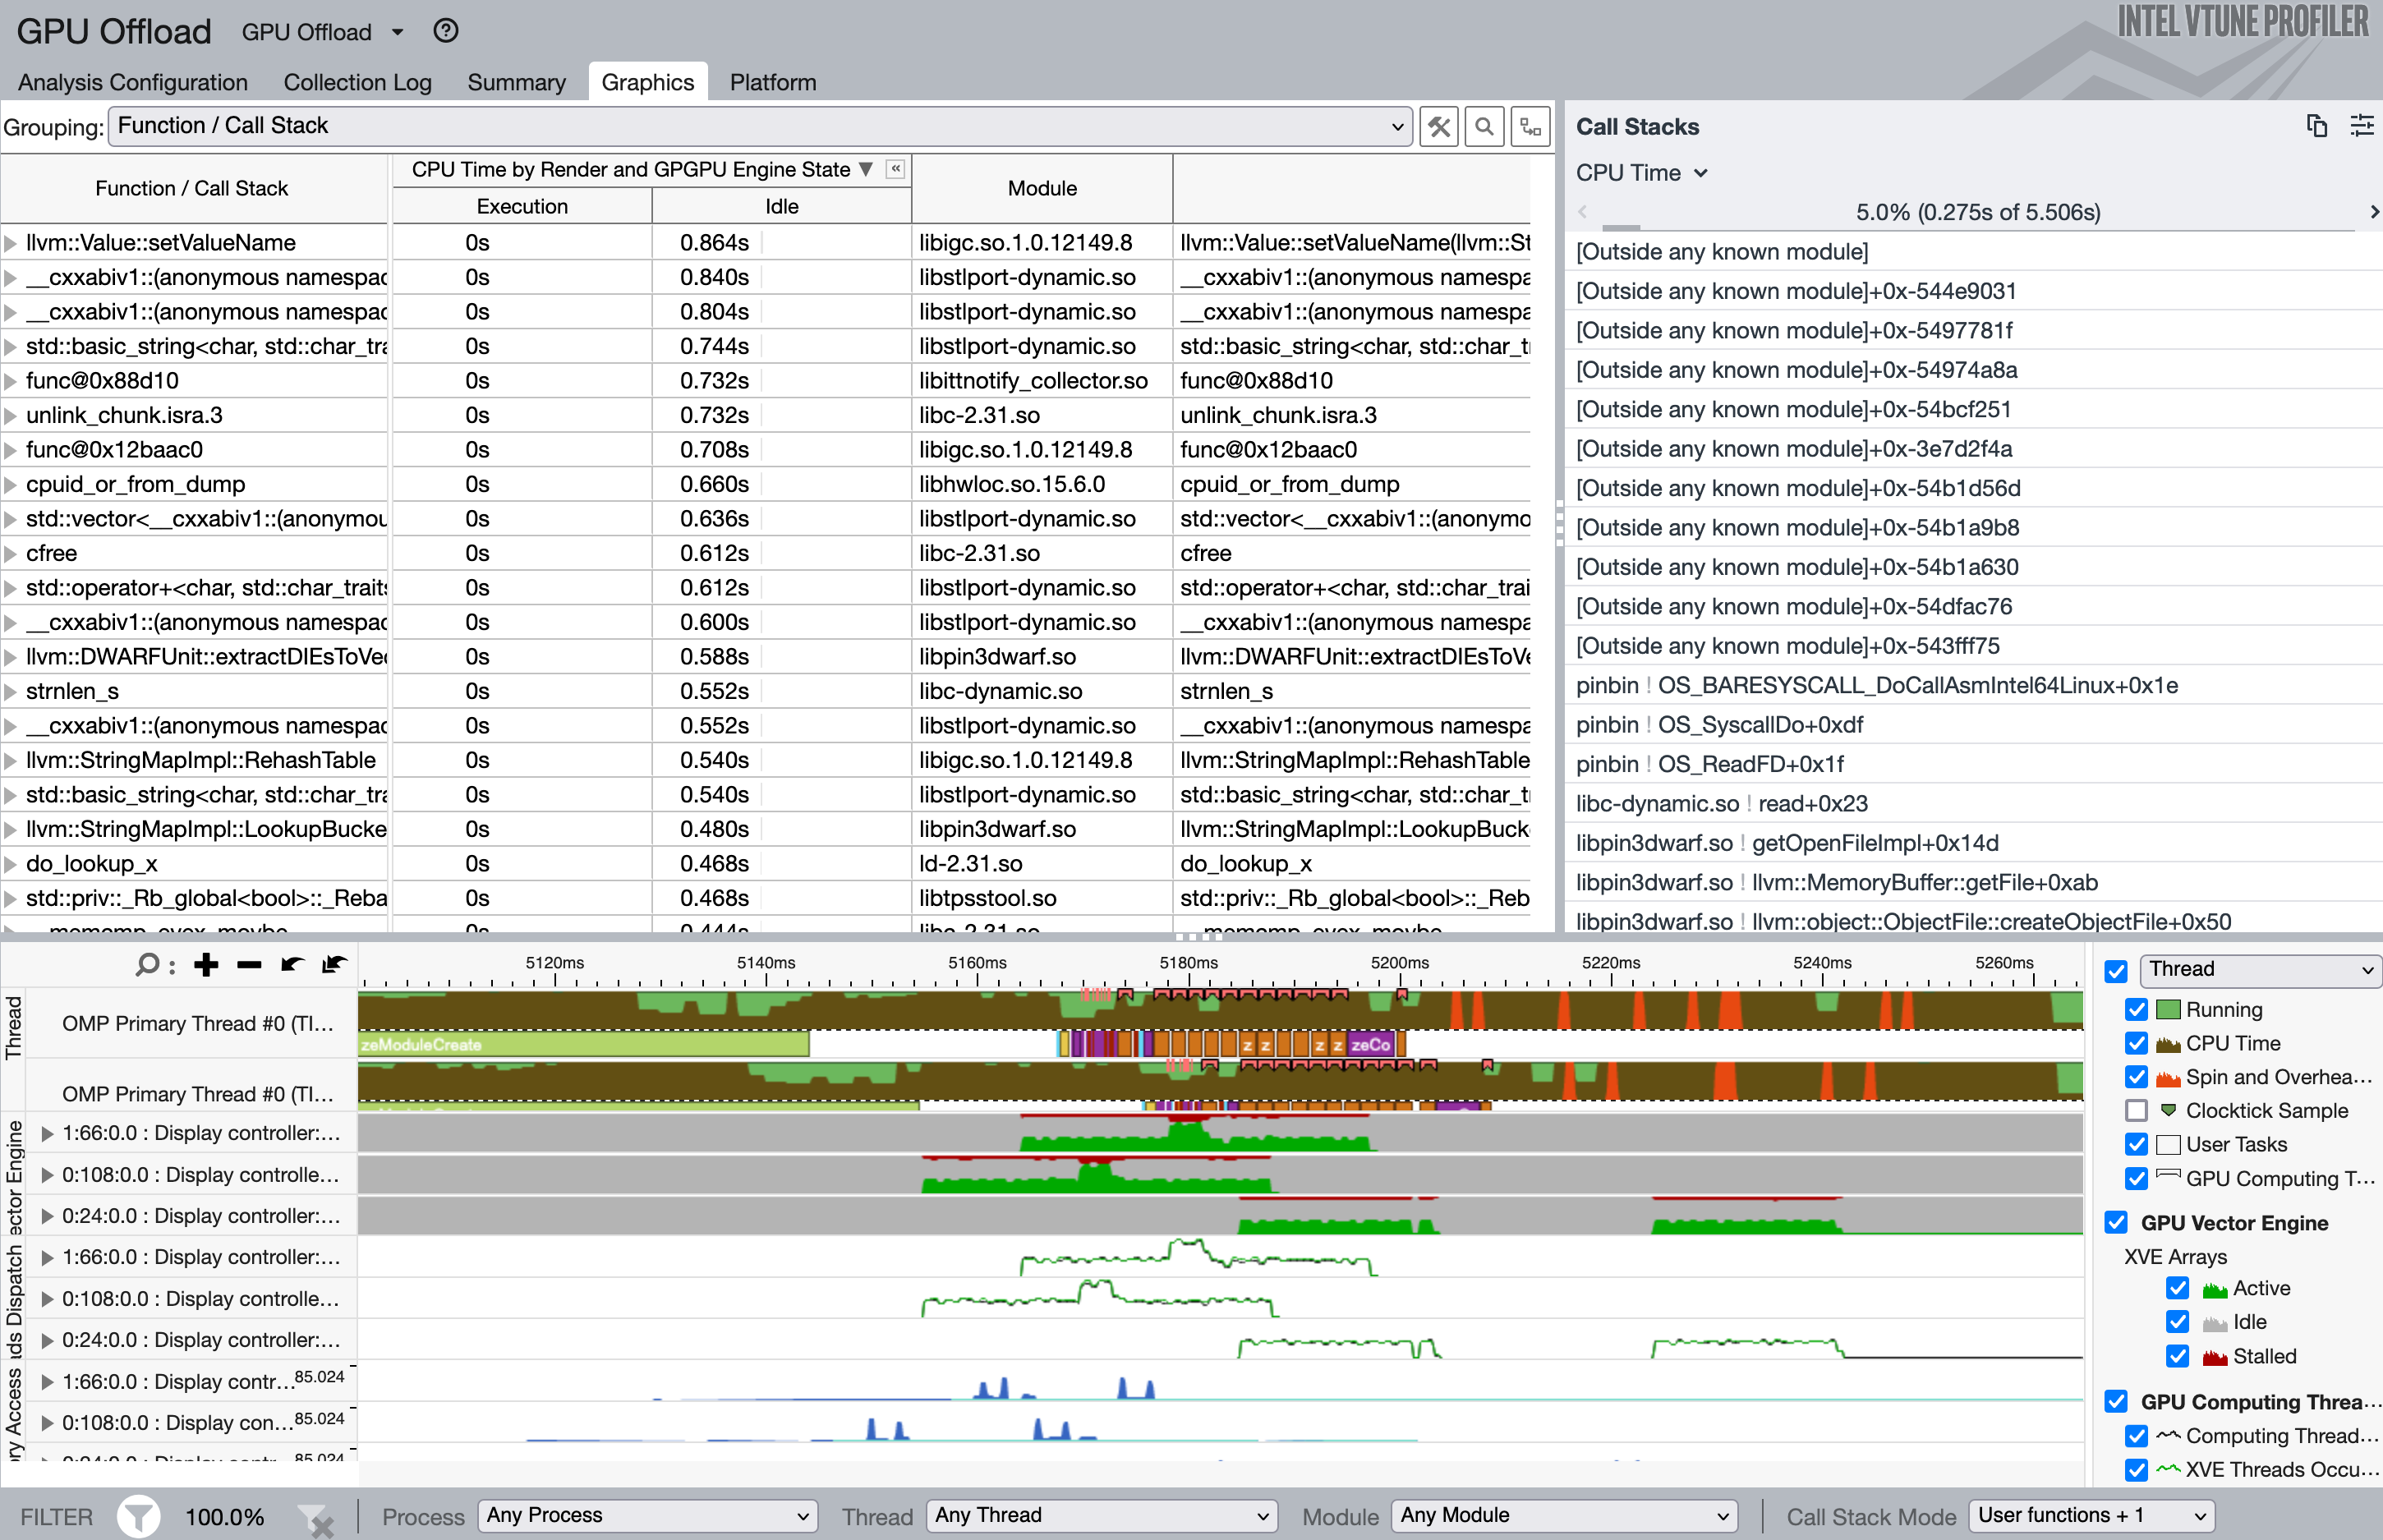 GPU Offload GPU Offload
INTEL VTUNE PROFILER
Analysis Configuration Collection Log Summary Graphics Platform
Grouping: Function / Call Stack
Function / Call Stack CPU Time by Render and GPGPU Engine State Module
Execution Idle
llvm::Value::setValueName 0s 0.864s libigc.so.1.0.12149.8 llvm::Value::setValueName(llvm::St
__cxxabiv1::(anonymous namespac 0s 0.840s libstlport-dynamic.so __cxxabiv1::(anonymous namespa
__cxxabiv1::(anonymous namespac 0s 0.804s libstlport-dynamic.so __cxxabiv1::(anonymous namespa
std::basic_string<char, std::char_tra 0s 0.744s libstlport-dynamic.so std::basic_string<char, std::char_t
func@0x88d10 0s 0.732s libittnotify_collector.so func@0x88d10
unlink_chunk.isra.3 0s 0.732s libc-2.31.so unlink_chunk.isra.3
func@0x12baac0 0s 0.708s libigc.so.1.0.12149.8 func@0x12baac0
cpuid_or_from_dump 0s 0.660s libhwloc.so.15.6.0 cpuid_or_from_dump
std::vector<__cxxabiv1::(anonymou 0s 0.636s libstlport-dynamic.so std::vector<__cxxabiv1::(anonymo
cfree 0s 0.612s libc-2.31.so cfree
std::operator+<char, std::char_traits 0s 0.612s libstlport-dynamic.so std::operator+<char, std::char_trai
__cxxabiv1::(anonymous namespac 0s 0.600s libstlport-dynamic.so __cxxabiv1::(anonymous namespa
llvm::DWARFUnit::extractDIEsToVec 0s 0.588s libpin3dwarf.so llvm::DWARFUnit::extractDIEsToVe
strnlen_s 0s 0.552s libc-dynamic.so strnlen_s
__cxxabiv1::(anonymous namespac 0s 0.552s libstlport-dynamic.so __cxxabiv1::(anonymous namespa
llvm::StringMapImpl::RehashTable 0s 0.540s libigc.so.1.0.12149.8 llvm::StringMapImpl::RehashTable
std::basic_string<char, std::char_tra 0s 0.540s libstlport-dynamic.so std::basic_string<char, std::char_t
llvm::StringMapImpl::LookupBucke 0s 0.480s libpin3dwarf.so llvm::StringMapImpl::LookupBuck
do_lookup_x 0s 0.468s ld-2.31.so do_lookup_x
std::priv::_Rb_global<bool>::_Reba 0s 0.468s libtpsstool.so std::priv::_Rb_global<bool>::_Reb
0s 0.444s libc-2.31.so
Call Stacks
CPU Time
5.0% (0.275s of 5.506s)
[Outside any known module]
[Outside any known module]+0x-544e9031
[Outside any known module]+0x-5497781f
[Outside any known module]+0x-54974a8a
[Outside any known module]+0x-54bcf251
[Outside any known module]+0x-3e7d2f4a
[Outside any known module]+0x-54b1d56d
[Outside any known module]+0x-54b1a9b8
[Outside any known module]+0x-54b1a630
[Outside any known module]+0x-54dfac76
[Outside any known module]+0x-543fff75
pinbin ! OS_BARESYSCALL_DoCallAsmIntel64Linux+0x1e
pinbin ! OS_SyscallDo+0xdf
pinbin ! OS_ReadFD+0x1f
libc-dynamic.so ! read+0x23
libpin3dwarf.so ! getOpenFileImpl+0x14d
libpin3dwarf.so ! llvm::MemoryBuffer::getFile+0xab
libpin3dwarf.so ! llvm::object::ObjectFile::createObjectFile+0x50
5120ms 5140ms 5160ms 5180ms 5200ms 5220ms 5240ms 5260ms
Thread
OMP Primary Thread #0 (TI...
zeModuleCreate z z z z zeCo
OMP Primary Thread #0 (TI...
ector Engine
1:66:0.0 : Display controller:...
0:108:0.0 : Display controlle...
0:24:0.0 : Display controller:...
ads Dispatch
1:66:0.0 : Display controller:...
0:108:0.0 : Display controlle...
0:24:0.0 : Display controller:...
ory Access
1:66:0.0 : Display contr... 85.024
0:108:0.0 : Display con... 85.024
85.024
Thread
Running
CPU Time
Spin and Overhea...
Clocktick Sample
User Tasks
GPU Computing T...
GPU Vector Engine
XVE Arrays
Active
Idle
Stalled
GPU Computing Threa...
Computing Thread...
XVE Threads Occu...
FILTER 100.0% Process Any Process Thread Any Thread Module Any Module Call Stack Mode User functions + 1